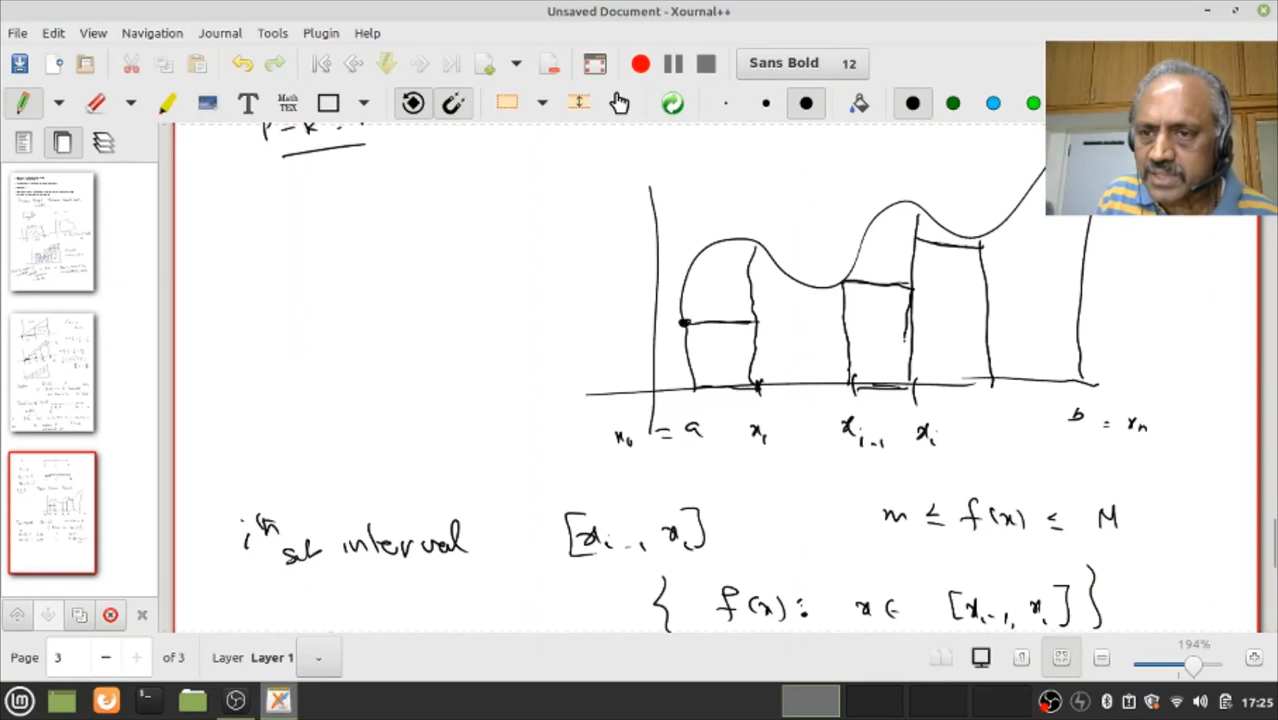 Unsaved Document - Xournal++
File Edit View Navigation Journal Tools Plugin Help
Sans Bold 12
Math TEX
x₀ = a x₁ xᵢ₋₁ xᵢ b = xₙ
iᵗʰ sub interval [xᵢ₋₁, xᵢ] m ≤ f(x) ≤ M
{ f(x) : x ∈ [xᵢ₋₁, xᵢ] }
Page 3 of 3 Layer Layer 1 194%
17:25